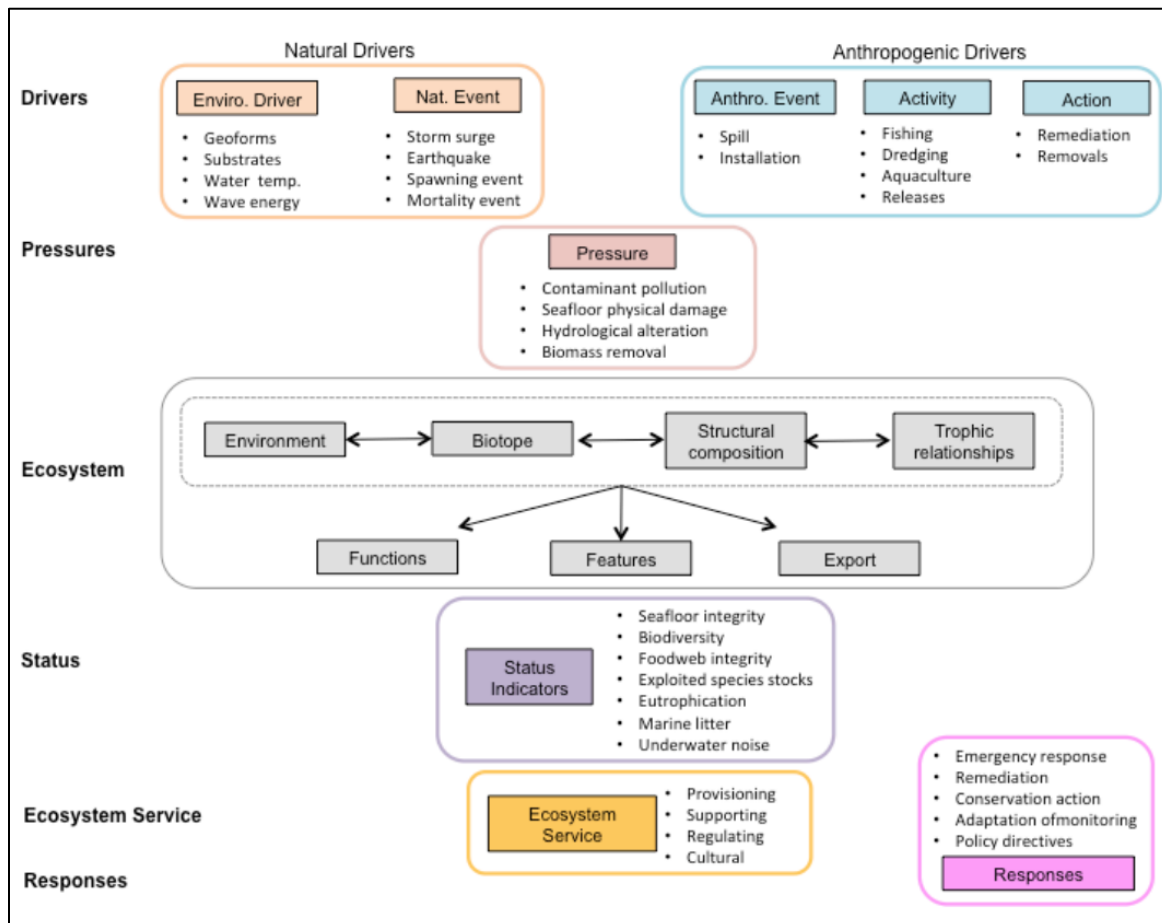 Natural Drivers
Anthropogenic Drivers
Drivers
Enviro. Driver
• Geoforms
• Substrates
• Water temp.
• Wave energy
Nat. Event
• Storm surge
• Earthquake
• Spawning event
• Mortality event
Anthro. Event
• Spill
• Installation
Activity
• Fishing
• Dredging
• Aquaculture
• Releases
Action
• Remediation
• Removals
Pressures
Pressure
• Contaminant pollution
• Seafloor physical damage
• Hydrological alteration
• Biomass removal
Ecosystem
Environment
Biotope
Structural
composition
Trophic
relationships
Functions
Features
Export
Status
Status
Indicators
• Seafloor integrity
• Biodiversity
• Foodweb integrity
• Exploited species stocks
• Eutrophication
• Marine litter
• Underwater noise
Ecosystem Service
Ecosystem
Service
• Provisioning
• Supporting
• Regulating
• Cultural
Responses
• Emergency response
• Remediation
• Conservation action
• Adaptation ofmonitoring
• Policy directives
Responses